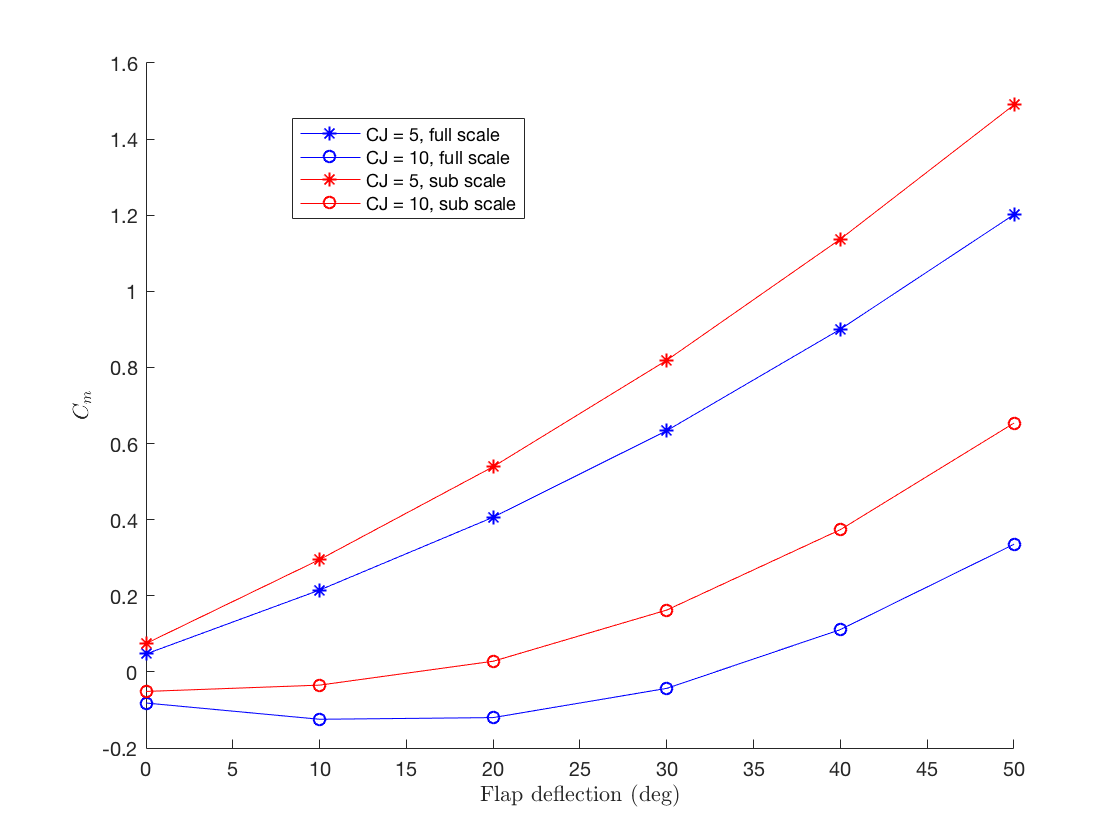 1.6
1.4
1.2
1
0.8
0.6
0.4
0.2
0
-0.2
C_m
CJ = 5, full scale
CJ = 10, full scale
CJ = 5, sub scale
CJ = 10, sub scale
0 5 10 15 20 25 30 35 40 45 50
Flap deflection (deg)